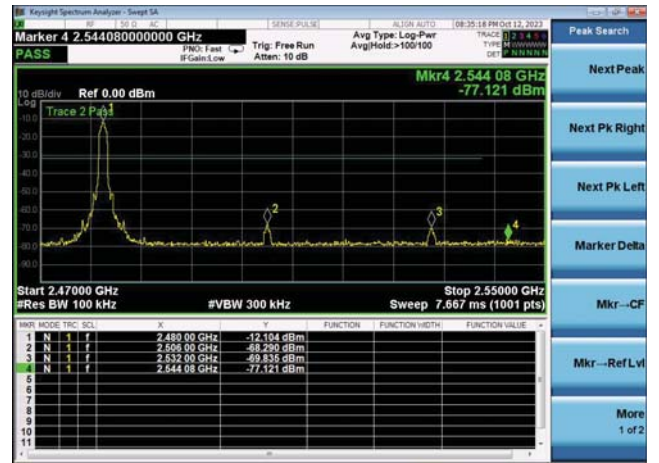 Keysight Spectrum Analyzer - Swept SA
RF 50 Ω AC SENSE:PULSE ALIGN AUTO 08:35:18 PM Oct 12, 2023
Marker 4 2.544080000000 GHz
PASS
PNO: Fast
IFGain:Low
Trig: Free Run
Atten: 10 dB
Avg Type: Log-Pwr
Avg|Hold:>100/100
TRACE 1 2 3 4 5 6
TYPE M WWWWW
DET P NNNNN
Mkr4 2.544 08 GHz
-77.121 dBm
10 dB/div Ref 0.00 dBm
Log
Trace 2 Pass
1
2
3
4
-10.0
-20.0
-30.0
-40.0
-50.0
-60.0
-70.0
-80.0
-90.0
Start 2.47000 GHz Stop 2.55000 GHz
#Res BW 100 kHz #VBW 300 kHz Sweep 7.667 ms (1001 pts)
MKR MODE TRC SCL X Y FUNCTION FUNCTION WIDTH FUNCTION VALUE
1 N 1 f 2.480 00 GHz -12.104 dBm
2 N 1 f 2.506 00 GHz -68.290 dBm
3 N 1 f 2.532 00 GHz -69.835 dBm
4 N 1 f 2.544 08 GHz -77.121 dBm
5
6
7
8
9
10
11
Peak Search
Next Peak
Next Pk Right
Next Pk Left
Marker Delta
Mkr→CF
Mkr→Ref Lvl
More
1 of 2